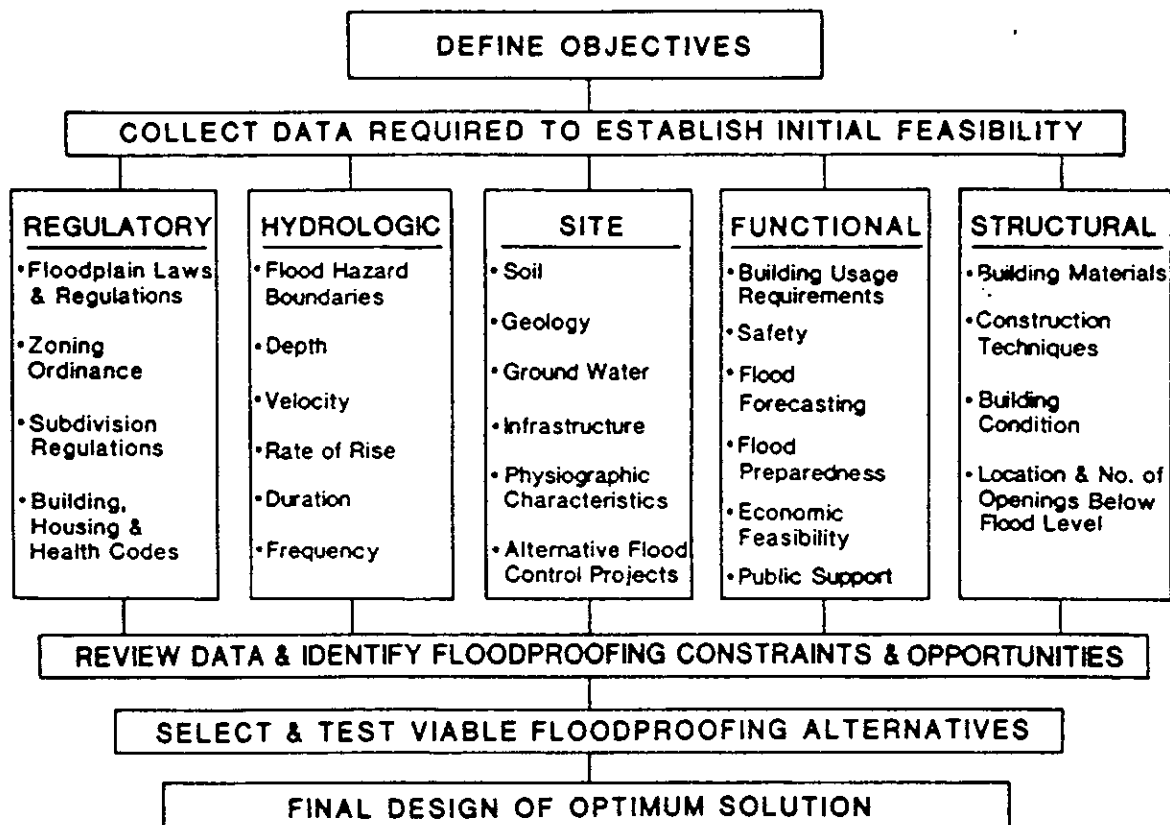 DEFINE OBJECTIVES
COLLECT DATA REQUIRED TO ESTABLISH INITIAL FEASIBILITY
REGULATORY
•Floodplain Laws
& Regulations
•Zoning
Ordinance
•Subdivision
Regulations
•Building,
Housing &
Health Codes
HYDROLOGIC
•Flood Hazard
Boundaries
•Depth
•Velocity
•Rate of Rise
•Duration
•Frequency
SITE
•Soil
•Geology
•Ground Water
•Infrastructure
•Physiographic
Characteristics
•Alternative Flood
Control Projects
FUNCTIONAL
•Building Usage
Requirements
•Safety
•Flood
Forecasting
•Flood
Preparedness
•Economic
Feasibility
•Public Support
STRUCTURAL
•Building Materials
•Construction
Techniques
•Building
Condition
•Location & No. of
Openings Below
Flood Level
REVIEW DATA & IDENTIFY FLOODPROOFING CONSTRAINTS & OPPORTUNITIES
SELECT & TEST VIABLE FLOODPROOFING ALTERNATIVES
FINAL DESIGN OF OPTIMUM SOLUTION